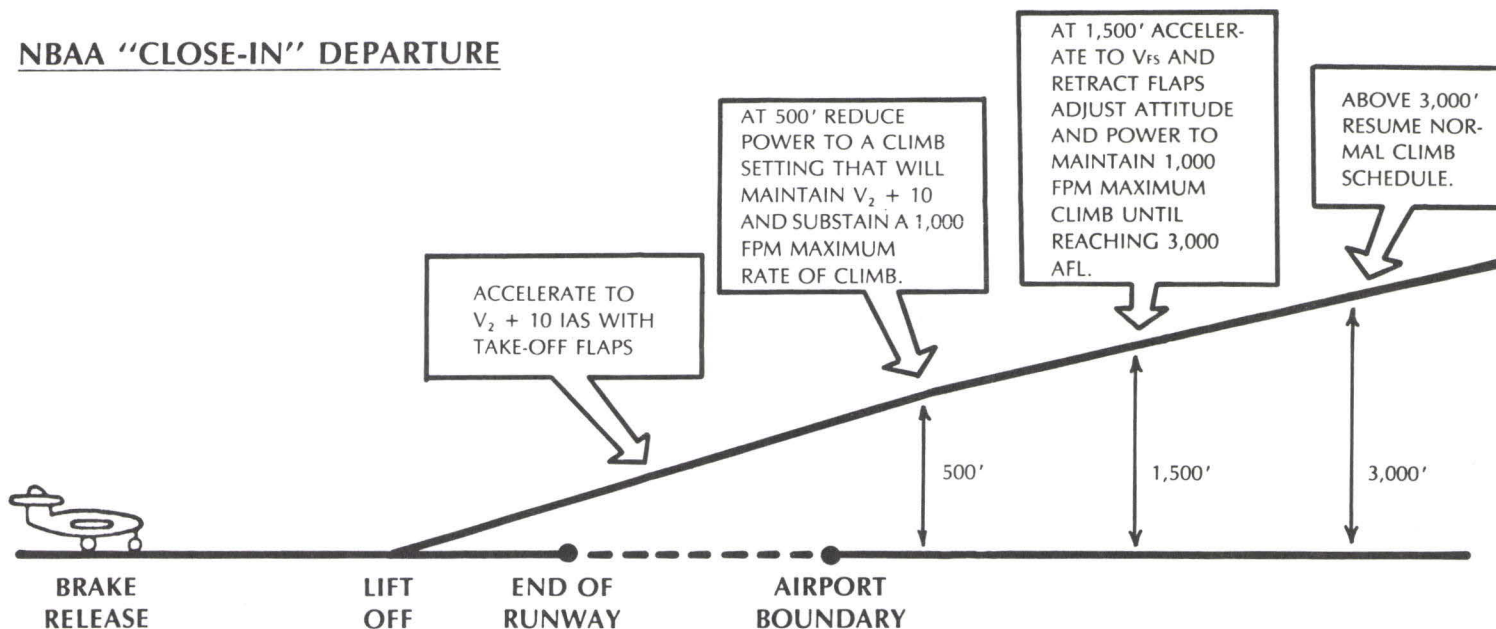 NBAA “CLOSE-IN” DEPARTURE
ACCELERATE TO
V₂ + 10 IAS WITH
TAKE-OFF FLAPS
AT 500′ REDUCE
POWER TO A CLIMB
SETTING THAT WILL
MAINTAIN V₂ + 10
AND SUBSTAIN A 1,000
FPM MAXIMUM
RATE OF CLIMB.
AT 1,500′ ACCELER-
ATE TO VFS AND
RETRACT FLAPS
ADJUST ATTITUDE
AND POWER TO
MAINTAIN 1,000
FPM MAXIMUM
CLIMB UNTIL
REACHING 3,000
AFL.
ABOVE 3,000′
RESUME NOR-
MAL CLIMB
SCHEDULE.
500′
1,500′
3,000′
BRAKE
RELEASE
LIFT
OFF
END OF
RUNWAY
AIRPORT
BOUNDARY